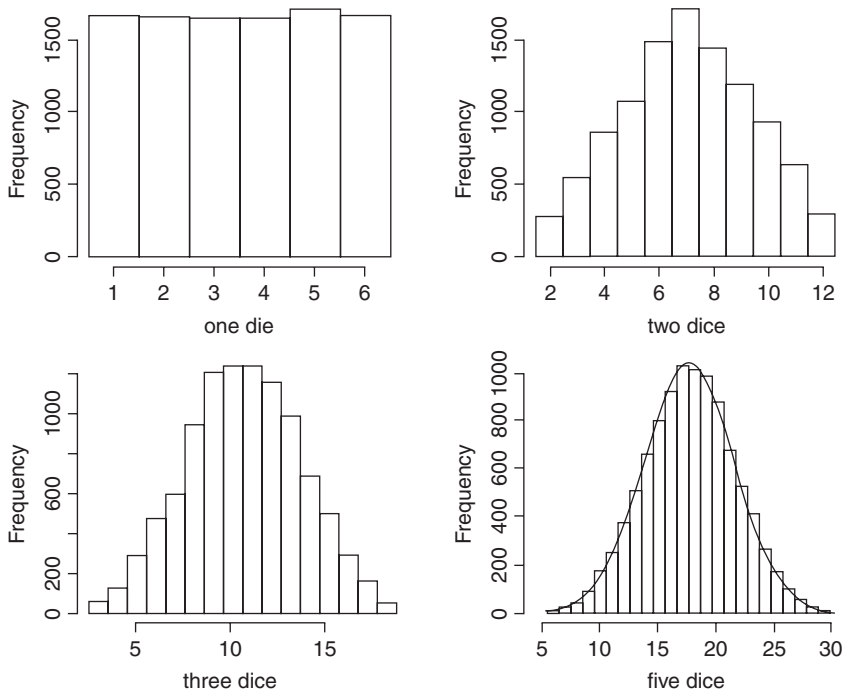 Frequency
0 500 1000 1500
1 2 3 4 5 6
one die
Frequency
0 500 1000 1500
2 4 6 8 10 12
two dice
Frequency
0 200 600 1000
5 10 15
three dice
Frequency
0 200 400 600 800 1000
5 10 15 20 25 30
five dice